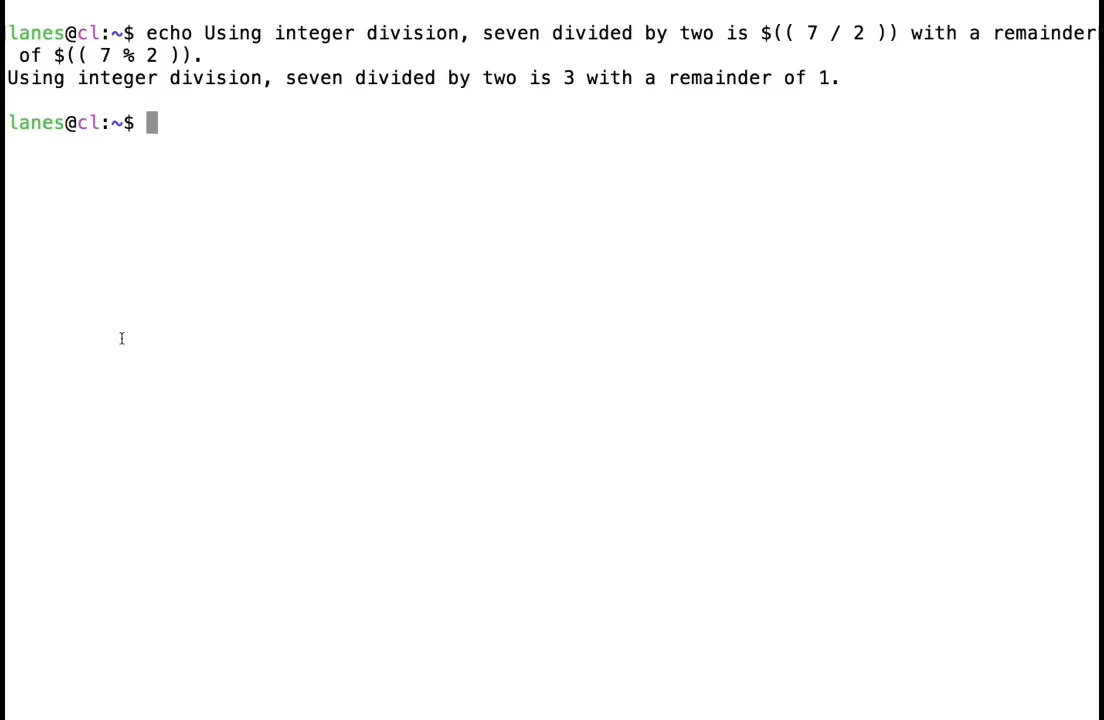 lanes@cl:~$ echo Using integer division, seven divided by two is $(( 7 / 2 )) with a remainder
 of $(( 7 % 2 )).
Using integer division, seven divided by two is 3 with a remainder of 1.
lanes@cl:~$